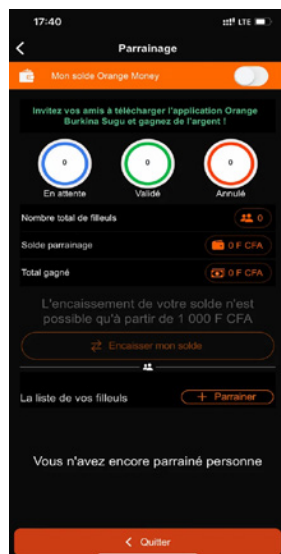 17:40
LTE
Parrainage
Mon solde Orange Money
Invitez vos amis à télécharger l'application Orange
Burkina Sugu et gagnez de l'argent !
0 0 0
En attente Validé Annulé
Nombre total de filleuls 0
Solde parrainage 0 F CFA
Total gagné 0 F CFA
L'encaissement de votre solde n'est
possible qu'à partir de 1 000 F CFA
Encaisser mon solde
La liste de vos filleuls + Parrainer
Vous n'avez encore parrainé personne
Quitter